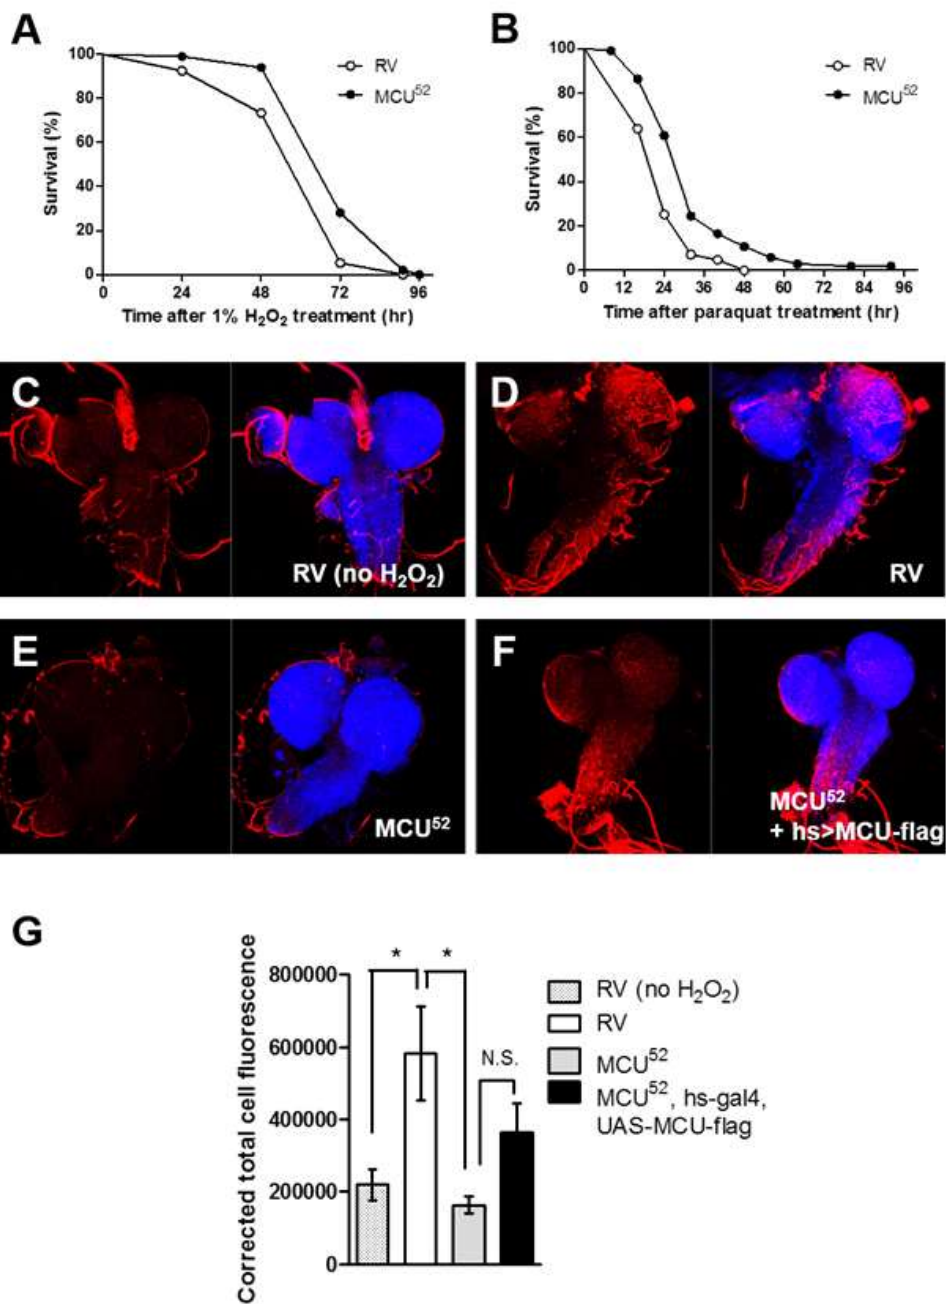 A
B
100
80
60
40
20
0
Survival (%)
RV
MCU⁵²
0 24 48 72 96
Time after 1% H₂O₂ treatment (hr)
100
80
60
40
20
0
Survival (%)
RV
MCU⁵²
0 12 24 36 48 60 72 84 96
Time after paraquat treatment (hr)
C
RV (no H₂O₂)
D
RV
E
MCU⁵²
F
MCU⁵²
+ hs>MCU-flag
G
Corrected total cell fluorescence
800000
600000
400000
200000
0
* *
N.S.
RV (no H₂O₂)
RV
MCU⁵²
MCU⁵², hs-gal4,
UAS-MCU-flag